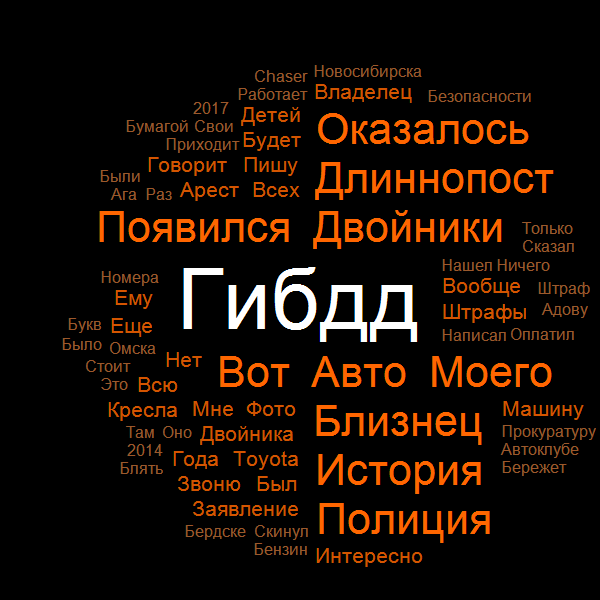 Chaser Новосибирска
Работает Владелец Безопасности
2017 Детей Оказалось
Бумагой Свои Будет
Приходит
Говорит Пишу Длиннопост
Были
Ага Раз Арест Всех
Появился Двойники Только
Сказал
Нашел Ничего
Номера Гибдд Вообще Штраф
Ему Штрафы Адову
Букв Еще Написал Оплатил
Было Омска
Нет
Стоит Вот Авто Моего
Это Всю
Кресла Мне Фото Близнец Машину
Там Оно Двойника Прокуратуру
2014 Автоклубе
Блять Года Toyota История Бережет
Звоню Был
Заявление Полиция
Бердске Скинул
Бензин Интересно